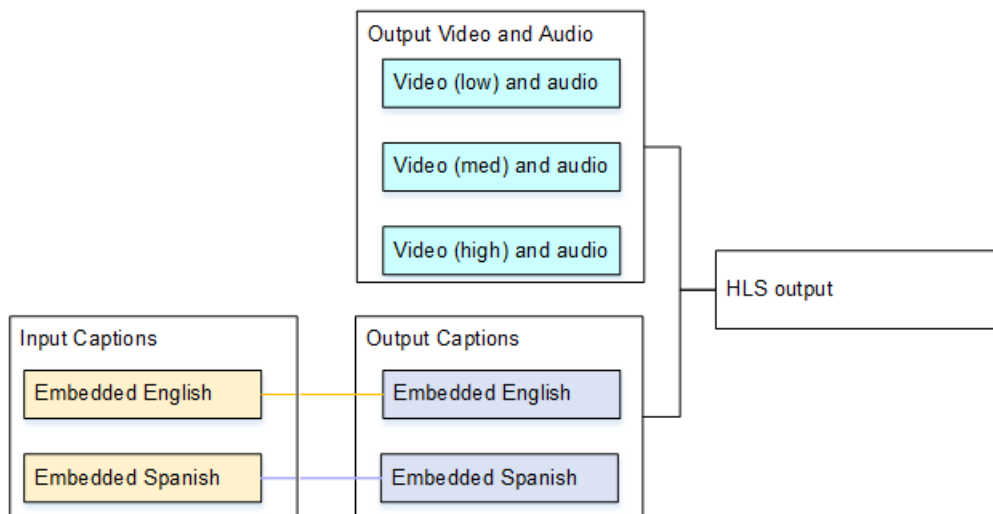 Output Video and Audio
Video (low) and audio
Video (med) and audio
Video (high) and audio
HLS output
Input Captions
Embedded English
Embedded Spanish
Output Captions
Embedded English
Embedded Spanish